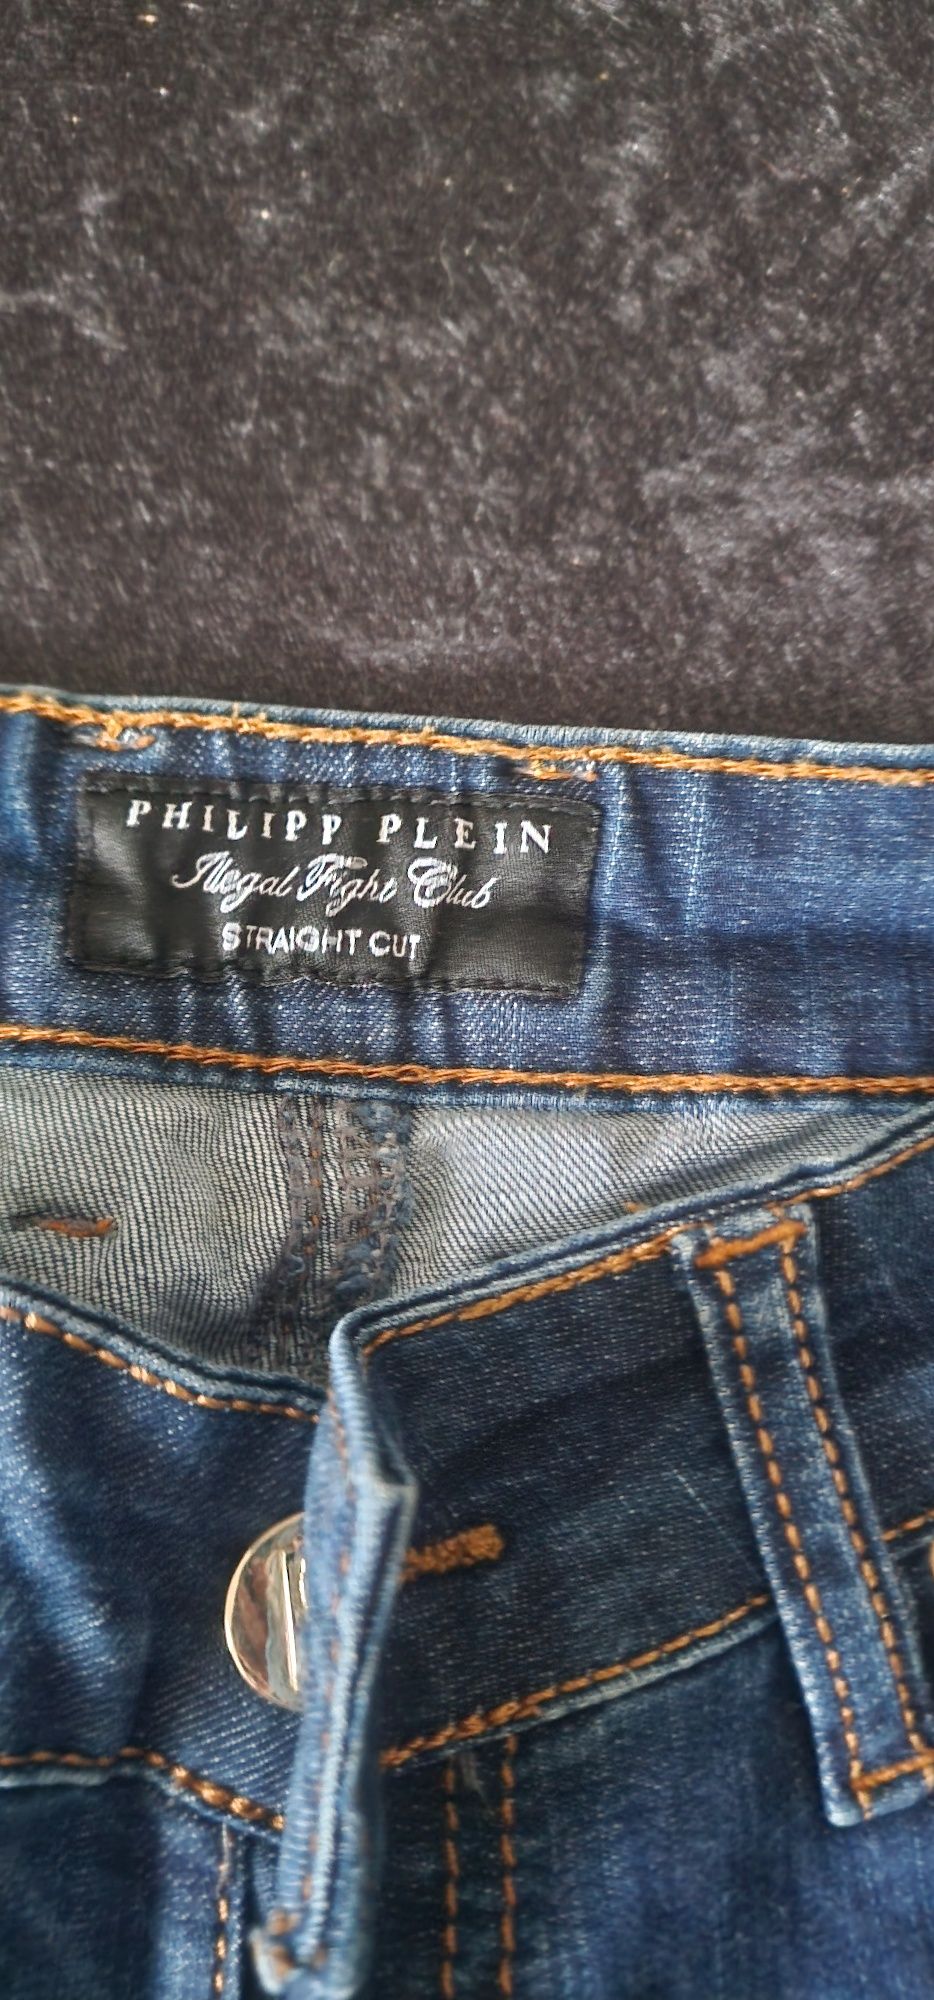 PHILIPP PLEIN
Illegal Fight Club
STRAIGHT CUT